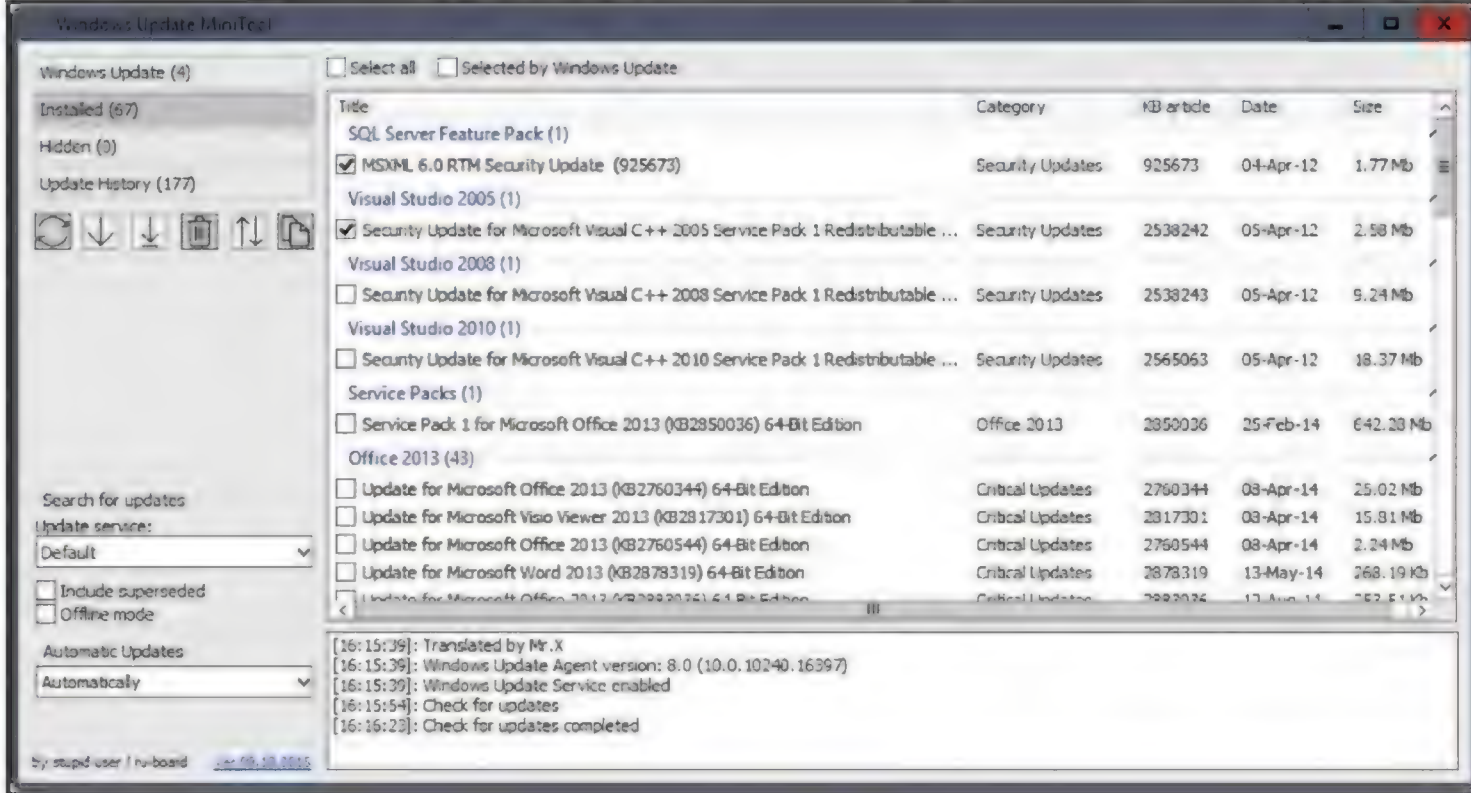 Windows Update MiniTool
Windows Update (4)
Installed (67)
Hidden (0)
Update History (177)
Search for updates
Update service:
Default
Include superseded
Offline mode
Automatic Updates
Automatically
by stupid user / ru-board
Select all Selected by Windows Update
Title Category KB article Date Size
SQL Server Feature Pack (1)
MSXML 6.0 RTM Security Update (925673) Security Updates 925673 04-Apr-12 1.77 Mb
Visual Studio 2005 (1)
Security Update for Microsoft Visual C++ 2005 Service Pack 1 Redistributable ... Security Updates 2538242 05-Apr-12 2.58 Mb
Visual Studio 2008 (1)
Security Update for Microsoft Visual C++ 2008 Service Pack 1 Redistributable ... Security Updates 2538243 05-Apr-12 9.24 Mb
Visual Studio 2010 (1)
Security Update for Microsoft Visual C++ 2010 Service Pack 1 Redistributable ... Security Updates 2565063 05-Apr-12 18.37 Mb
Service Packs (1)
Service Pack 1 for Microsoft Office 2013 (KB2850036) 64-Bit Edition Office 2013 2850036 25-Feb-14 642.28 Mb
Office 2013 (43)
Update for Microsoft Office 2013 (KB2760344) 64-Bit Edition Critical Updates 2760344 08-Apr-14 25.02 Mb
Update for Microsoft Visio Viewer 2013 (KB2817301) 64-Bit Edition Critical Updates 2817301 08-Apr-14 15.81 Mb
Update for Microsoft Office 2013 (KB2760544) 64-Bit Edition Critical Updates 2760544 08-Apr-14 2.24 Mb
Update for Microsoft Word 2013 (KB2878319) 64-Bit Edition Critical Updates 2878319 13-May-14 268.19 Kb
[16:15:39]: Translated by Mr.X
[16:15:39]: Windows Update Agent version: 8.0 (10.0.10240.16397)
[16:15:39]: Windows Update Service enabled
[16:15:54]: Check for updates
[16:16:23]: Check for updates completed